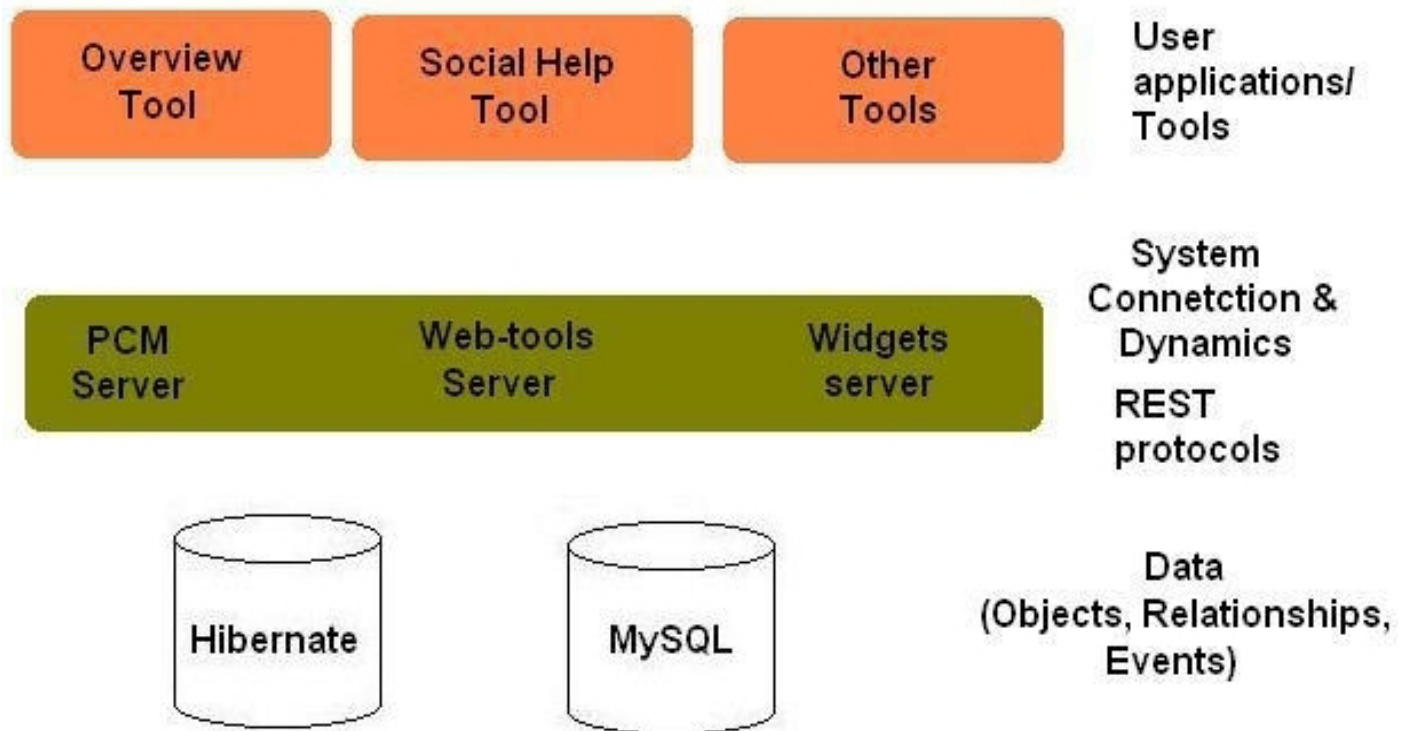 Overview
Tool
Social Help
Tool
Other
Tools
User
applications/
Tools
PCM
Server
Web-tools
Server
Widgets
server
System
Connetction &
Dynamics
REST
protocols
Hibernate
MySQL
Data
(Objects, Relationships,
Events)